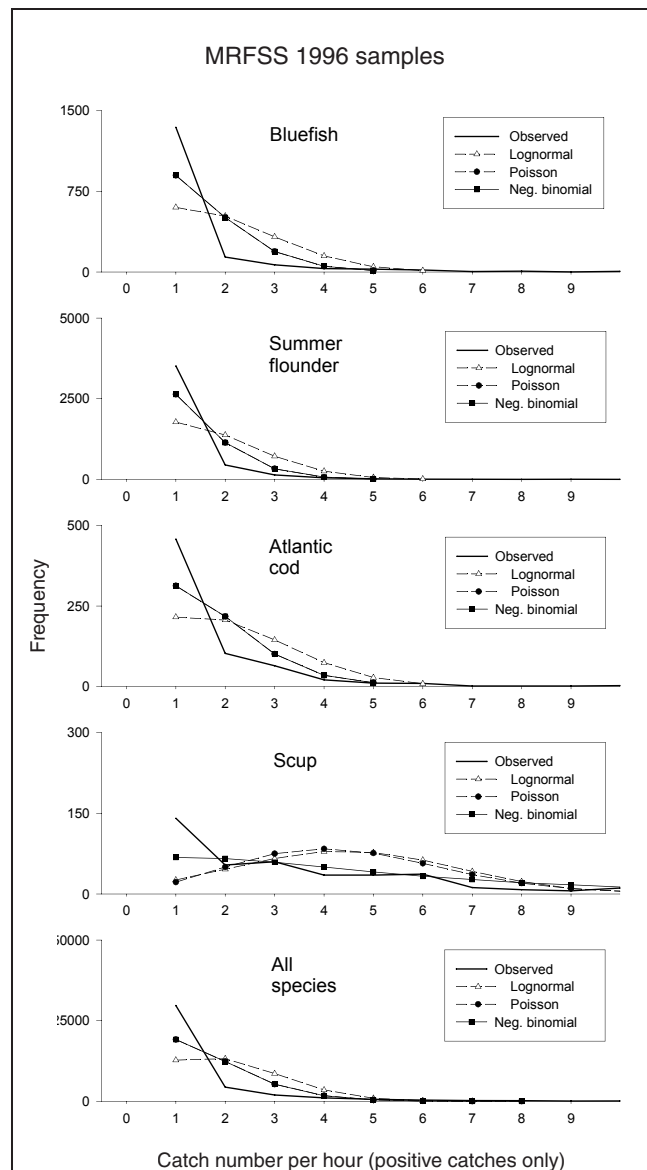 MRFSS 1996 samples
1500
750
0
Bluefish
Observed
Lognormal
Poisson
Neg. binomial
0 1 2 3 4 5 6 7 8 9
5000
2500
0
Summer
flounder
Observed
Lognormal
Poisson
Neg. binomial
0 1 2 3 4 5 6 7 8 9
500
250
0
Atlantic
cod
Observed
Lognormal
Poisson
Neg. binomial
0 1 2 3 4 5 6 7 8 9
Frequency
300
150
0
Scup
Observed
Lognormal
Poisson
Neg. binomial
0 1 2 3 4 5 6 7 8 9
25000
0
All
species
Observed
Lognormal
Poisson
Neg. binomial
0 1 2 3 4 5 6 7 8 9
Catch number per hour (positive catches only)